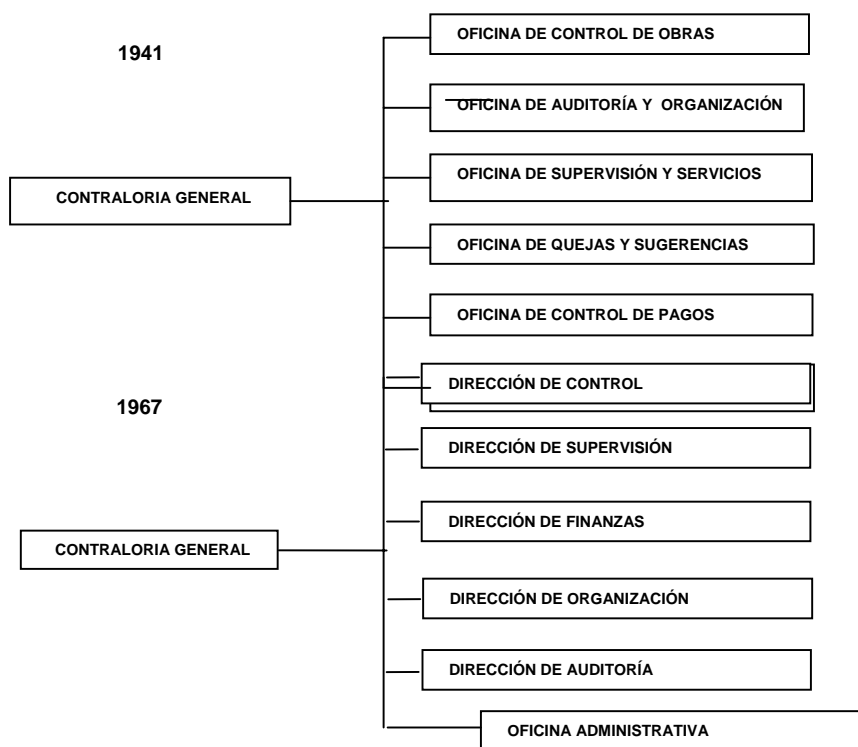 1941
CONTRALORIA GENERAL
OFICINA DE CONTROL DE OBRAS
OFICINA DE AUDITORÍA Y ORGANIZACIÓN
OFICINA DE SUPERVISIÓN Y SERVICIOS
OFICINA DE QUEJAS Y SUGERENCIAS
OFICINA DE CONTROL DE PAGOS
1967
CONTRALORIA GENERAL
DIRECCIÓN DE CONTROL
DIRECCIÓN DE SUPERVISIÓN
DIRECCIÓN DE FINANZAS
DIRECCIÓN DE ORGANIZACIÓN
DIRECCIÓN DE AUDITORÍA
OFICINA ADMINISTRATIVA